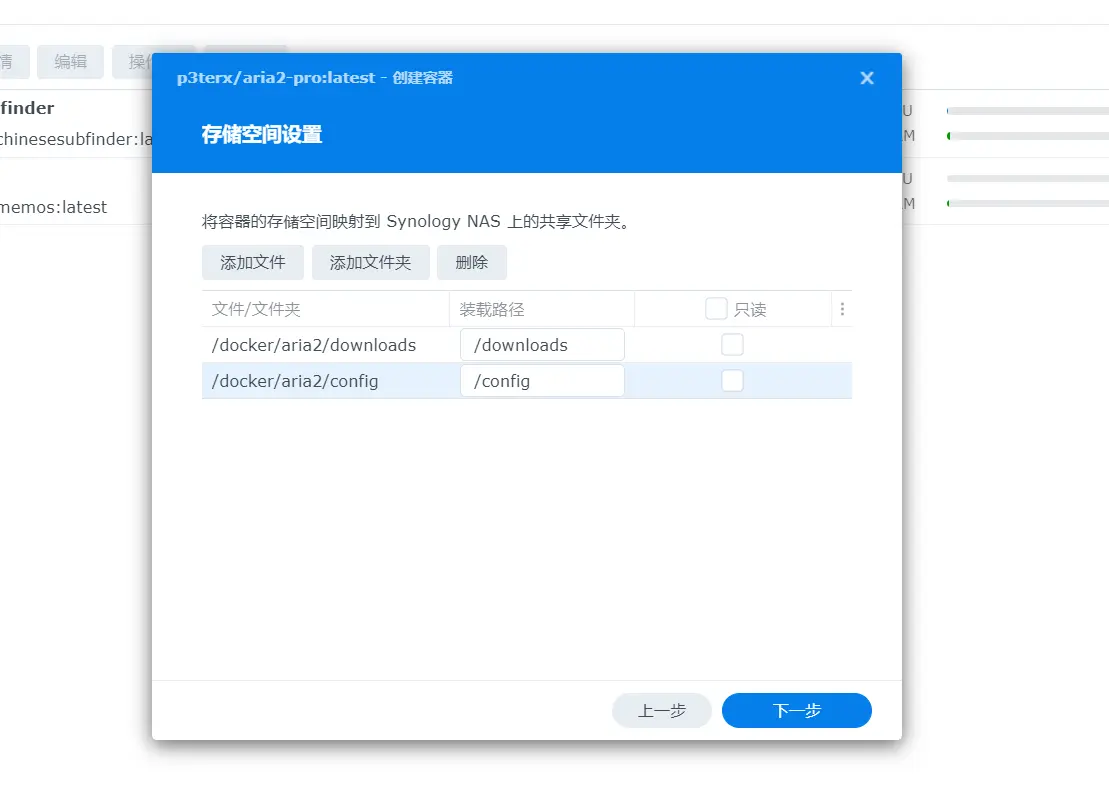 情 编辑
p3terx/aria2-pro:latest - 创建容器
finder
chinesesubfinder:la
memos:latest
存储空间设置
将容器的存储空间映射到 Synology NAS 上的共享文件夹。
添加文件 添加文件夹 删除
文件/文件夹 装载路径 只读
/docker/aria2/downloads /downloads
/docker/aria2/config /config
上一步 下一步
U
M
U
M